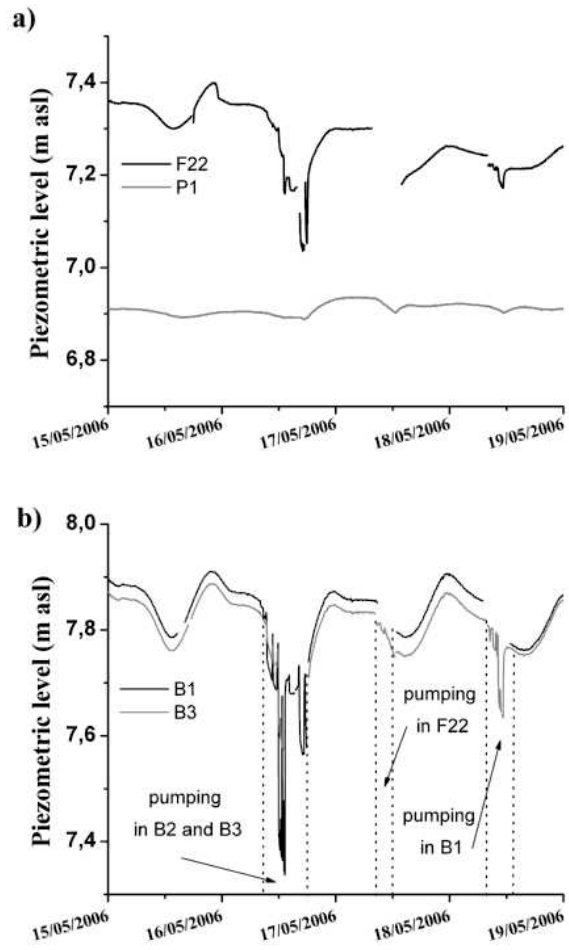 a)
Piezometric level (m asl)
7,4
7,2
7,0
6,8
F22
P1
15/05/2006
16/05/2006
17/05/2006
18/05/2006
19/05/2006
b)
Piezometric level (m asl)
8,0
7,8
7,6
7,4
B1
B3
pumping
in F22
pumping
in B2 and B3
pumping
in B1
15/05/2006
16/05/2006
17/05/2006
18/05/2006
19/05/2006